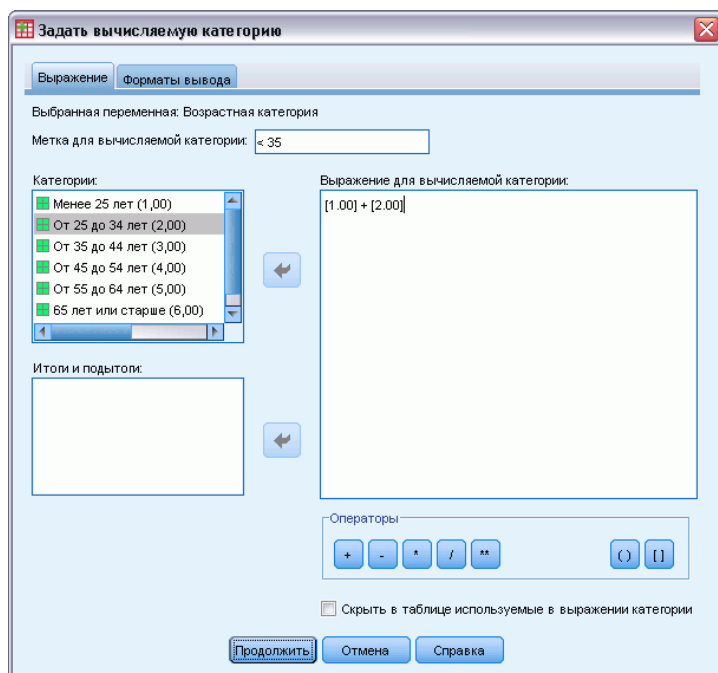 Задать вычисляемую категорию
Выражение
Форматы вывода
Выбранная переменная: Возрастная категория
Метка для вычисляемой категории: < 35
Категории:
Менее 25 лет (1,00)
От 25 до 34 лет (2,00)
От 35 до 44 лет (3,00)
От 45 до 54 лет (4,00)
От 55 до 64 лет (5,00)
65 лет или старше (6,00)
Выражение для вычисляемой категории:
[1.00] + [2.00]
Итоги и подытоги:
Операторы
+ - * / ** ( ) [ ]
Скрыть в таблице используемые в выражении категории
Продолжить Отмена Справка